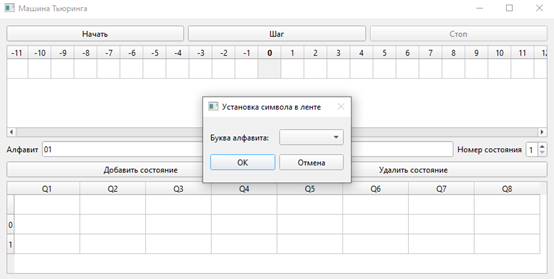 Машина Тьюринга
Начать Шаг Стоп
-11 -10 -9 -8 -7 -6 -5 -4 -3 -2 -1 0 1 2 3 4 5 6 7 8 9 10 11
Установка символа в ленте
Буква алфавита:
OK Отмена
Алфавит 01 Номер состояния 1
Добавить состояние Удалить состояние
Q1 Q2 Q3 Q4 Q5 Q6 Q7 Q8
0
1